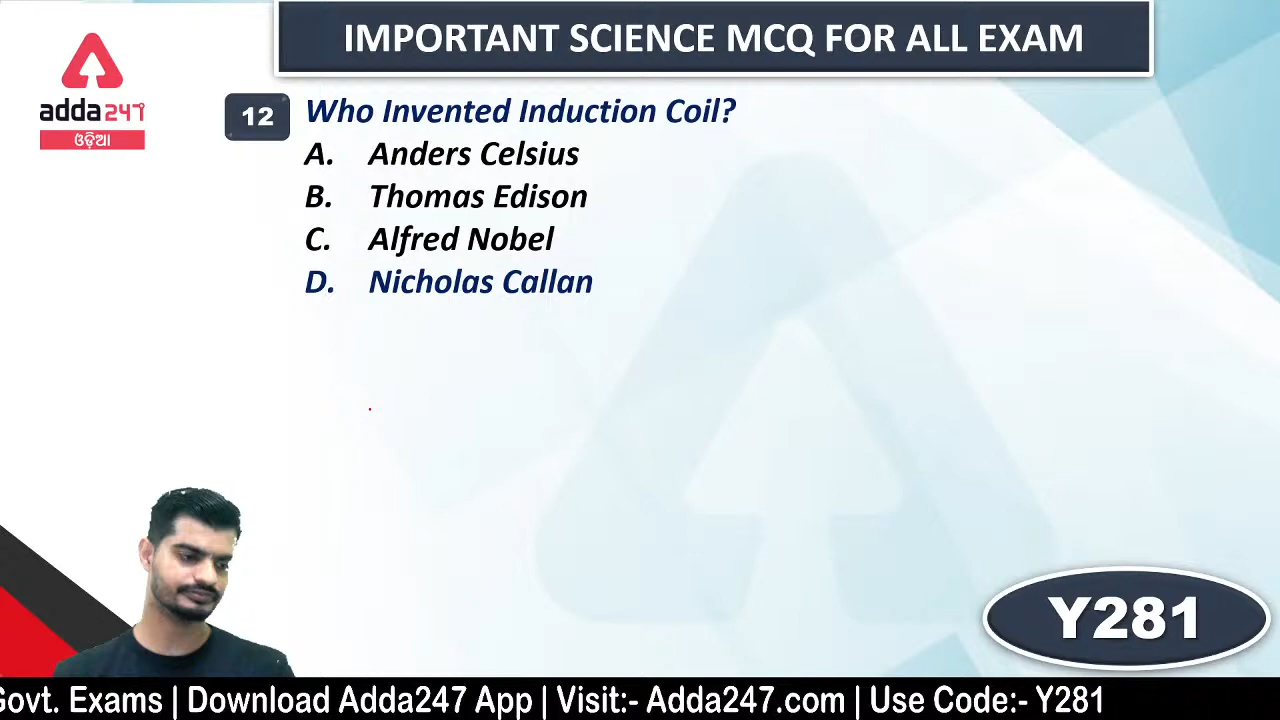 IMPORTANT SCIENCE MCQ FOR ALL EXAM
adda247
ଓଡ଼ିଆ
12 Who Invented Induction Coil?
A. Anders Celsius
B. Thomas Edison
C. Alfred Nobel
D. Nicholas Callan
Y281
Govt. Exams | Download Adda247 App | Visit:- Adda247.com | Use Code:- Y281